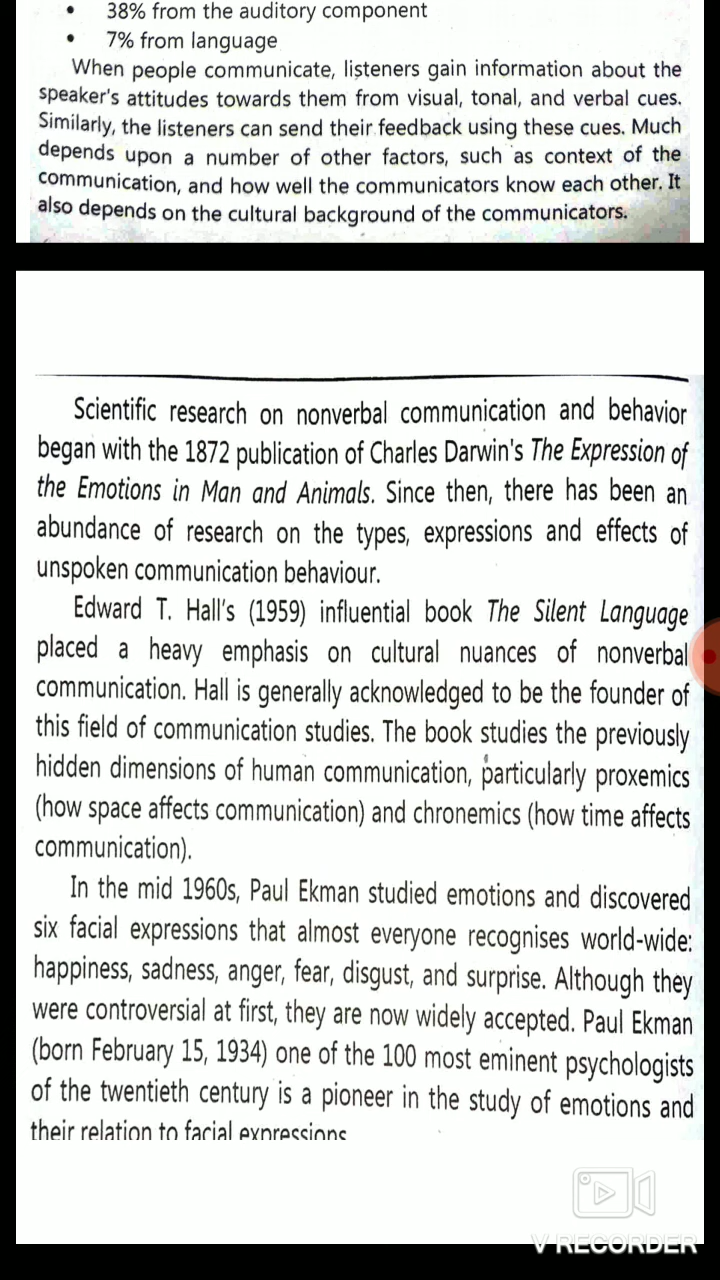 • 38% from the auditory component
• 7% from language
When people communicate, listeners gain information about the
speaker's attitudes towards them from visual, tonal, and verbal cues.
Similarly, the listeners can send their feedback using these cues. Much
depends upon a number of other factors, such as context of the
communication, and how well the communicators know each other. It
also depends on the cultural background of the communicators.
Scientific research on nonverbal communication and behavior
began with the 1872 publication of Charles Darwin's The Expression of
the Emotions in Man and Animals. Since then, there has been an
abundance of research on the types, expressions and effects of
unspoken communication behaviour.
Edward T. Hall's (1959) influential book The Silent Language
placed a heavy emphasis on cultural nuances of nonverbal
communication. Hall is generally acknowledged to be the founder of
this field of communication studies. The book studies the previously
hidden dimensions of human communication, particularly proxemics
(how space affects communication) and chronemics (how time affects
communication).
In the mid 1960s, Paul Ekman studied emotions and discovered
six facial expressions that almost everyone recognises world-wide:
happiness, sadness, anger, fear, disgust, and surprise. Although they
were controversial at first, they are now widely accepted. Paul Ekman
(born February 15, 1934) one of the 100 most eminent psychologists
of the twentieth century is a pioneer in the study of emotions and
their relation to facial expressions
V RECORDER